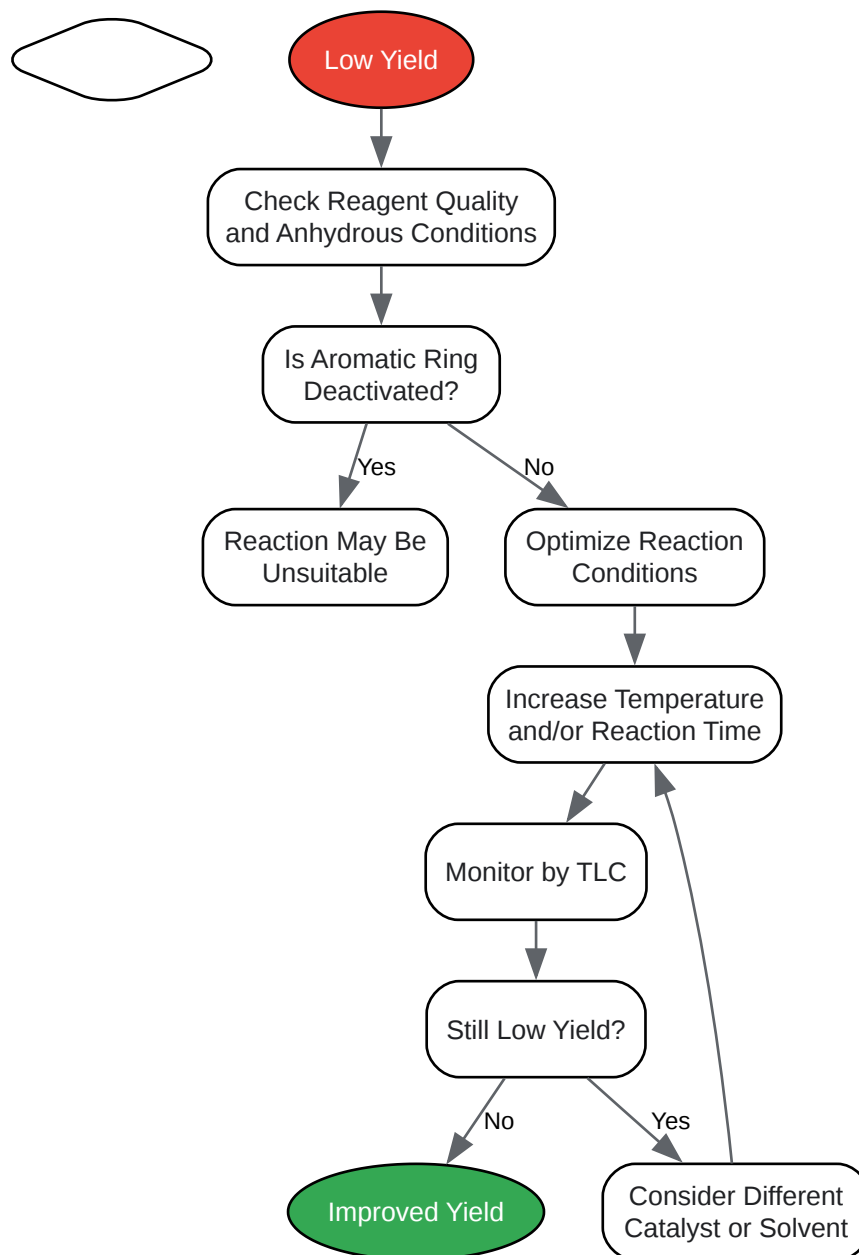 Low Yield
Check Reagent Quality
and Anhydrous Conditions
Is Aromatic Ring
Deactivated?
Yes
No
Reaction May Be
Unsuitable
Optimize Reaction
Conditions
Increase Temperature
and/or Reaction Time
Monitor by TLC
Still Low Yield?
No
Yes
Improved Yield
Consider Different
Catalyst or Solvent